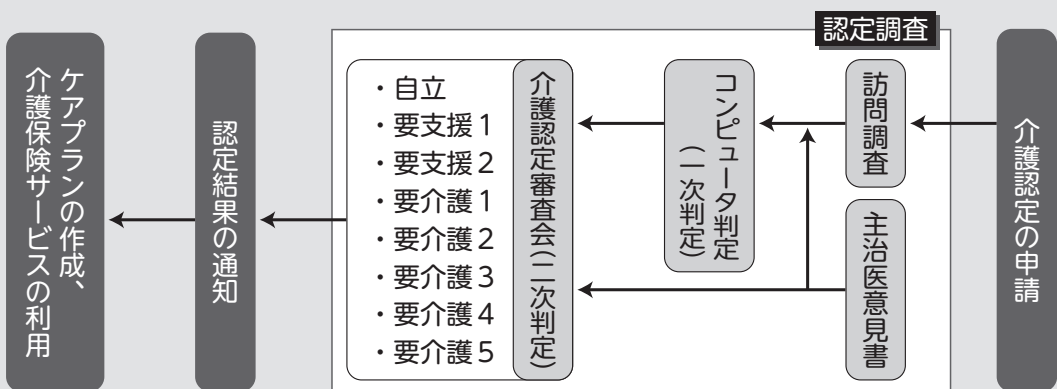 認定調査
介護認定の申請
訪問調査
主治医意見書
コンピュータ判定
（一次判定）
介護認定審査会（二次判定）
・自立
・要支援１
・要支援２
・要介護１
・要介護２
・要介護３
・要介護４
・要介護５
認定結果の通知
ケアプランの作成、
介護保険サービスの利用